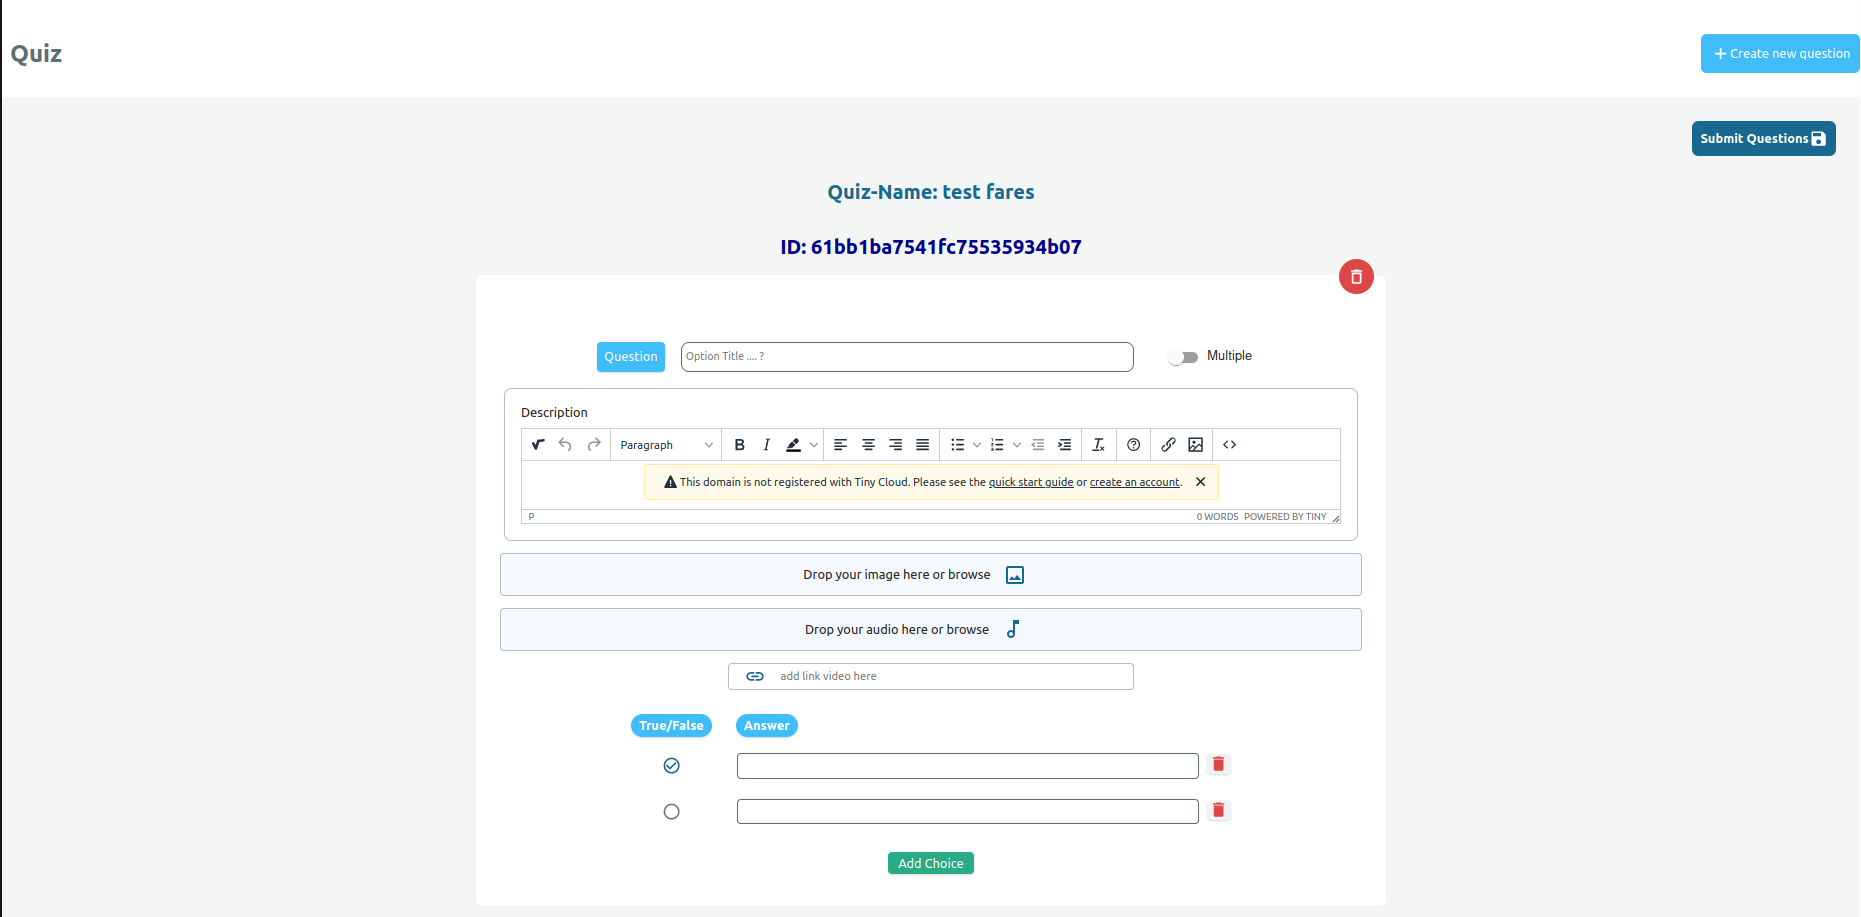 Quiz
Create new question
Submit Questions
Quiz-Name: test fares
ID: 61bb1ba7541fc75535934b07
Question
Option Title .... ?
Multiple
Description
Paragraph
This domain is not registered with Tiny Cloud. Please see the quick start guide or create an account.
P
0 WORDS POWERED BY TINY
Drop your image here or browse
Drop your audio here or browse
add link video here
True/False Answer
Add Choice